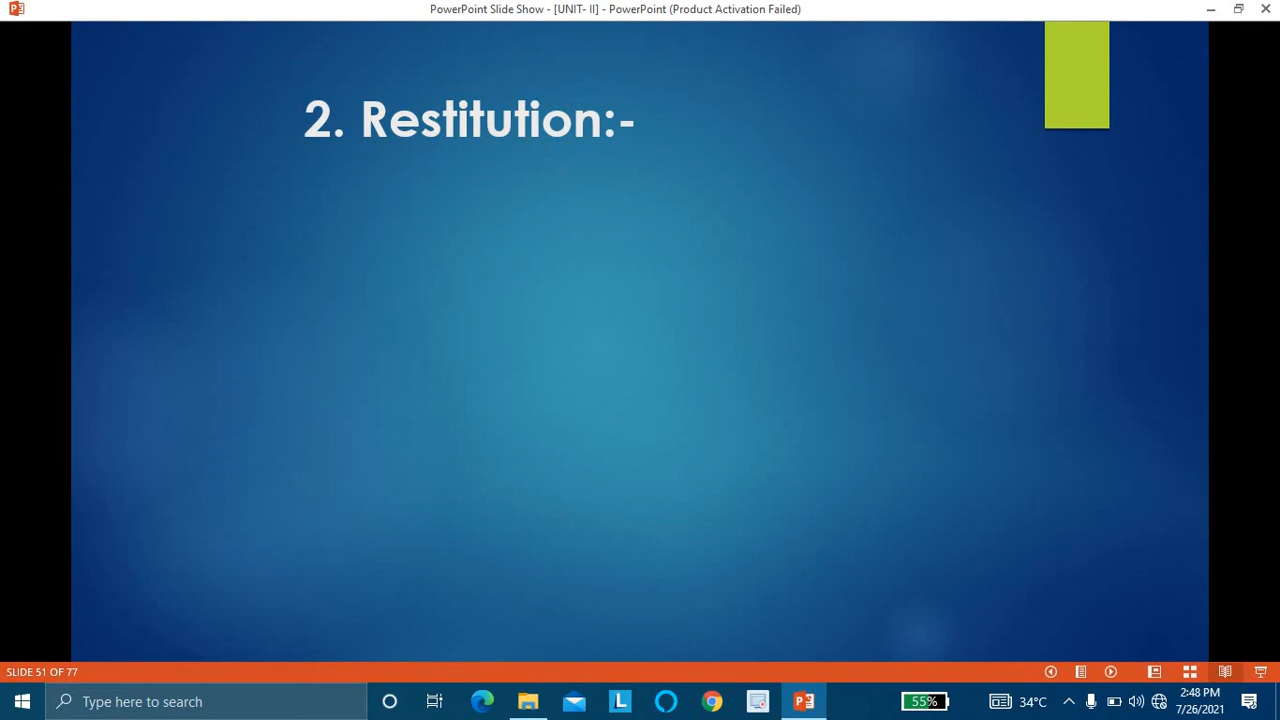 PowerPoint Slide Show - [UNIT- II] - PowerPoint (Product Activation Failed)
2. Restitution:-
SLIDE 51 OF 77
Type here to search
L
55%
34°C
2:48 PM
7/26/2021